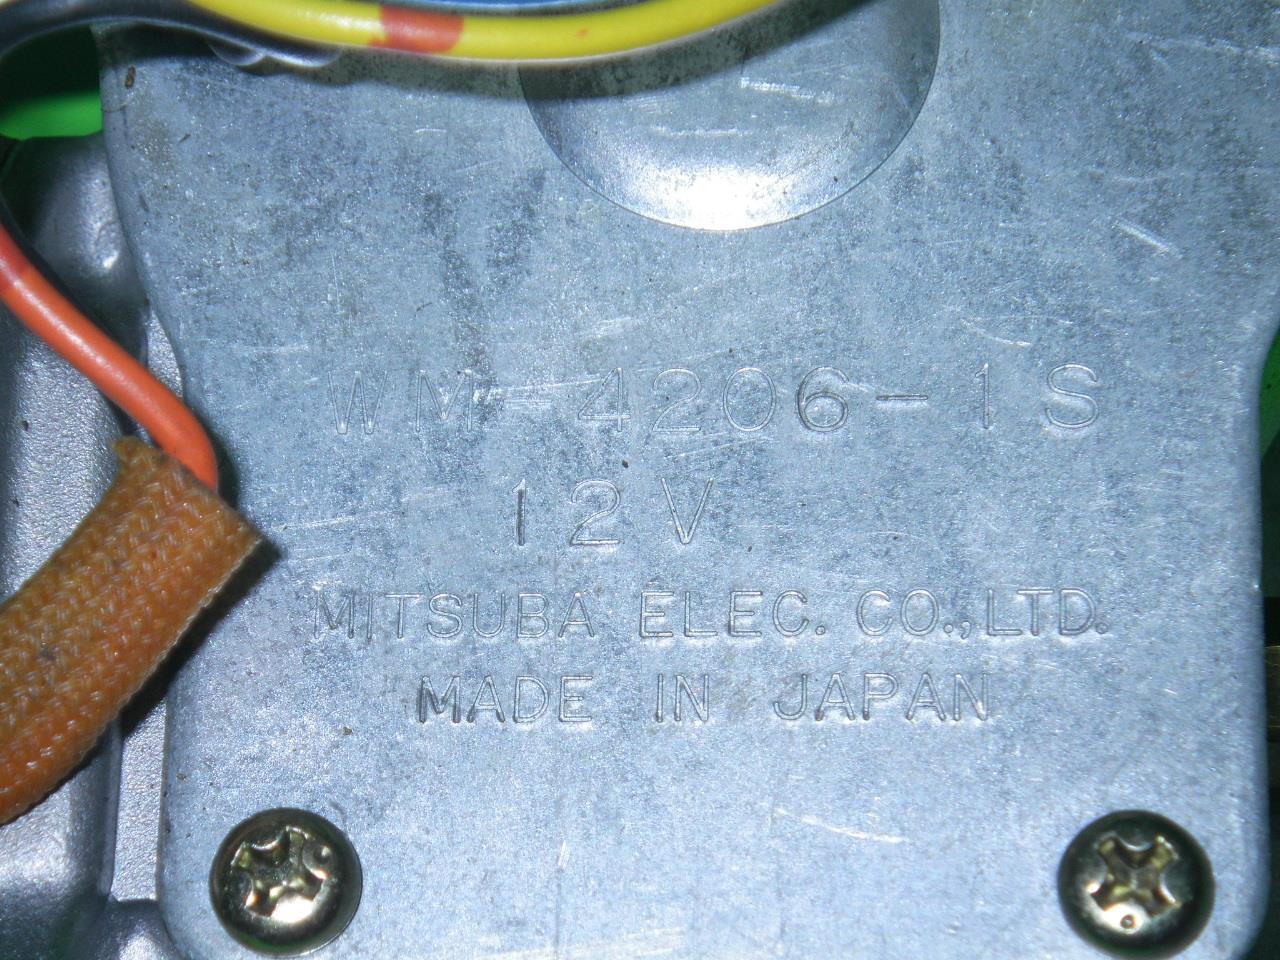 WM-4206-1S
12V
MITSUBA ELEC. CO.,LTD.
MADE IN JAPAN